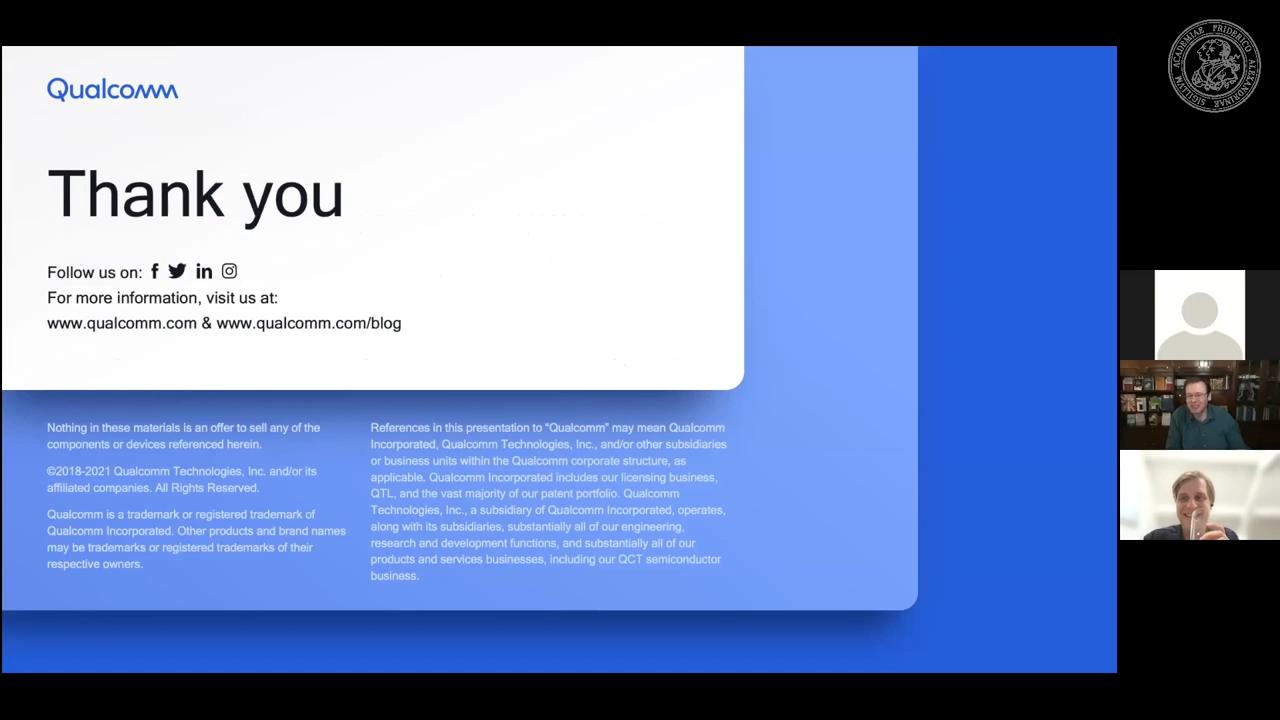 Qualcomm
Thank you
Follow us on:
For more information, visit us at:
www.qualcomm.com & www.qualcomm.com/blog
Nothing in these materials is an offer to sell any of the
components or devices referenced herein.
©2018-2021 Qualcomm Technologies, Inc. and/or its
affiliated companies. All Rights Reserved.
Qualcomm is a trademark or registered trademark of
Qualcomm Incorporated. Other products and brand names
may be trademarks or registered trademarks of their
respective owners.
References in this presentation to “Qualcomm” may mean Qualcomm
Incorporated, Qualcomm Technologies, Inc., and/or other subsidiaries
or business units within the Qualcomm corporate structure, as
applicable. Qualcomm Incorporated includes our licensing business,
QTL, and the vast majority of our patent portfolio. Qualcomm
Technologies, Inc., a subsidiary of Qualcomm Incorporated, operates,
along with its subsidiaries, substantially all of our engineering,
research and development functions, and substantially all of our
products and services businesses, including our QCT semiconductor
business.
ACADEMIAE FRIDERICO ALEXANDRINAE SIGILLVM